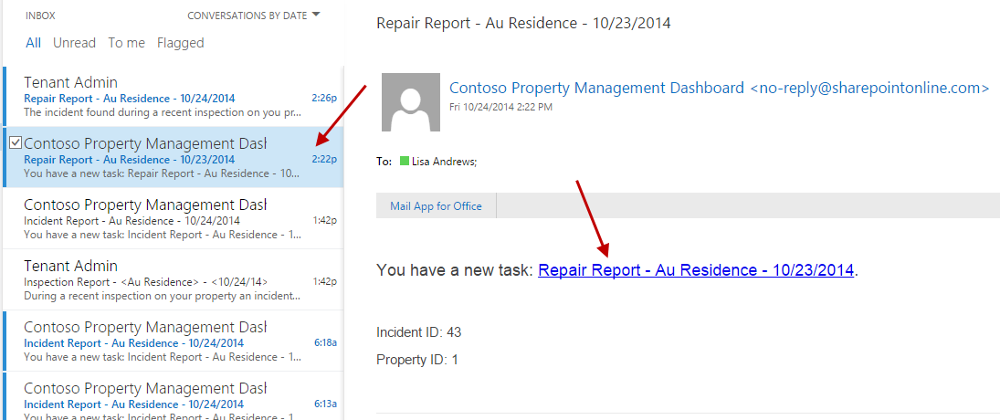 INBOX
CONVERSATIONS BY DATE
All Unread To me Flagged
Tenant Admin
Repair Report - Au Residence - 10/24/2014 2:26p
The incident found during a recent inspection on you pr...
Contoso Property Management Dash
Repair Report - Au Residence - 10/23/2014 2:22p
You have a new task: Repair Report - Au Residence - 10...
Contoso Property Management Dash
Incident Report - Au Residence - 10/24/2014 1:42p
You have a new task: Incident Report - Au Residence - 1...
Tenant Admin
Inspection Report - <Au Residence> - <10/24/14> 1:42p
During a recent inspection on your property an incident...
Contoso Property Management Dash
Incident Report - Au Residence - 10/24/2014 6:18a
You have a new task: Incident Report - Au Residence - 1...
Contoso Property Management Dash
Incident Report - Au Residence - 10/24/2014 6:13a
You have a new task: Incident Report - Au Residence - 1...
Repair Report - Au Residence - 10/23/2014
Contoso Property Management Dashboard <no-reply@sharepointonline.com>
Fri 10/24/2014 2:22 PM
To: Lisa Andrews;
Mail App for Office
You have a new task: Repair Report - Au Residence - 10/23/2014.
Incident ID: 43
Property ID: 1